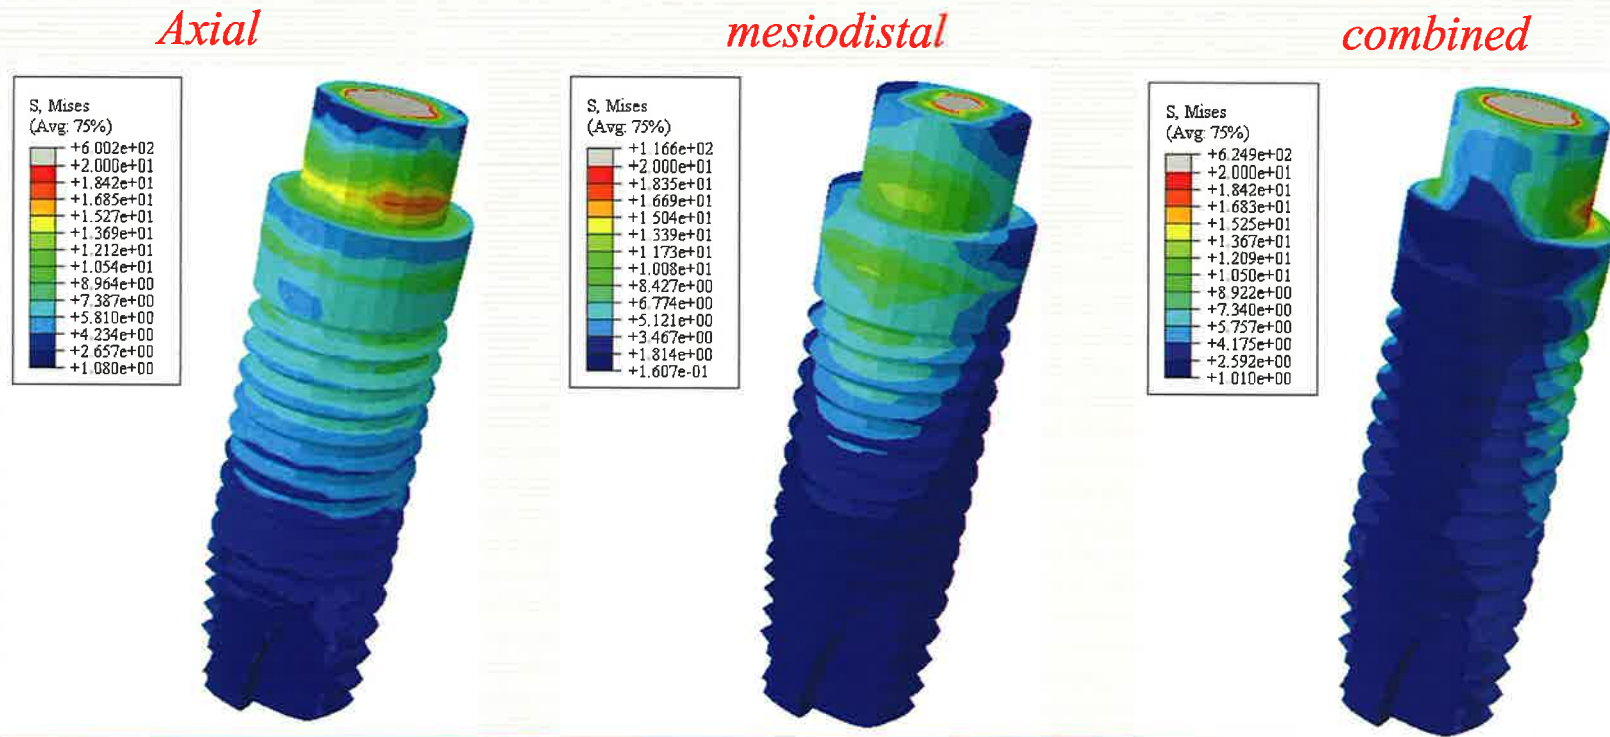 Axial
mesiodistal
combined
S, Mises
(Avg: 75%)
+6.002e+02
+2.000e+01
+1.842e+01
+1.685e+01
+1.527e+01
+1.369e+01
+1.212e+01
+1.054e+01
+8.964e+00
+7.387e+00
+5.810e+00
+4.234e+00
+2.657e+00
+1.080e+00
S, Mises
(Avg: 75%)
+1.166e+02
+2.000e+01
+1.835e+01
+1.669e+01
+1.504e+01
+1.339e+01
+1.173e+01
+1.008e+01
+8.427e+00
+6.774e+00
+5.121e+00
+3.467e+00
+1.814e+00
+1.607e-01
S, Mises
(Avg: 75%)
+6.249e+02
+2.000e+01
+1.842e+01
+1.683e+01
+1.525e+01
+1.367e+01
+1.209e+01
+1.050e+01
+8.922e+00
+7.340e+00
+5.757e+00
+4.175e+00
+2.592e+00
+1.010e+00